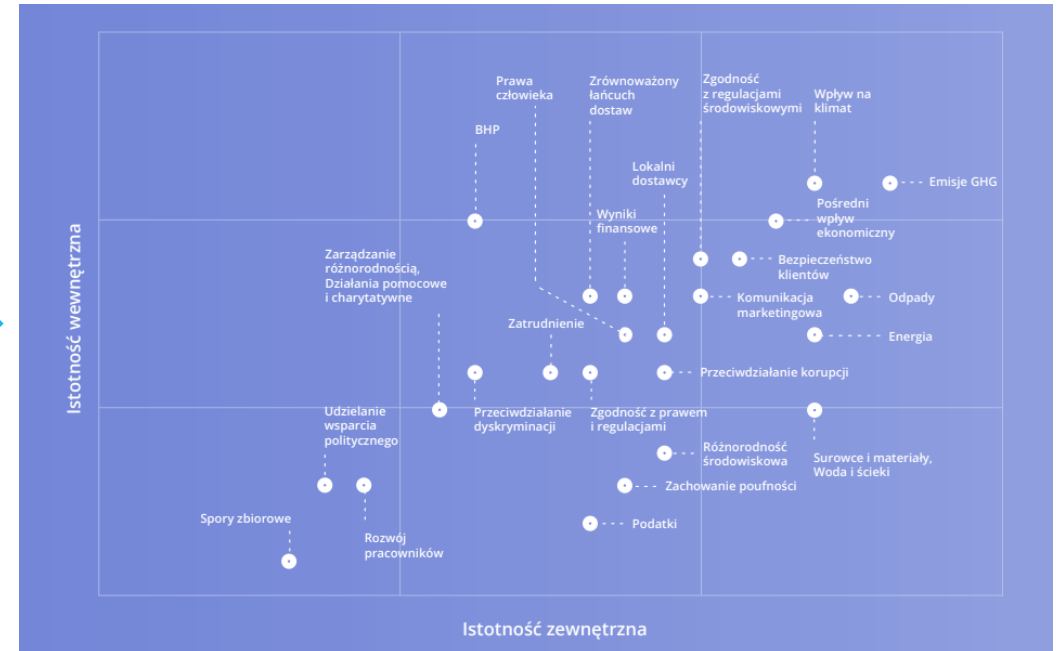 Prawa
człowieka
Zrównoważony
łańcuch
dostaw
Zgodność
z regulacjami
środowiskowymi
Wpływ na
klimat
BHP
Lokalni
dostawcy
Emisje GHG
Wyniki
finansowe
Pośredni
wpływ
ekonomiczny
Zarządzanie
różnorodnością,
Działania pomocowe
i charytatywne
Bezpieczeństwo
klientów
Komunikacja
marketingowa
Odpady
Zatrudnienie
Energia
Przeciwdziałanie korupcji
Udzielanie
wsparcia
politycznego
Przeciwdziałanie
dyskryminacji
Zgodność z prawem
i regulacjami
Różnorodność
środowiskowa
Surowce i materiały,
Woda i ścieki
Zachowanie poufności
Spory zbiorowe
Rozwój
pracowników
Podatki
Istotność wewnętrzna
Istotność zewnętrzna